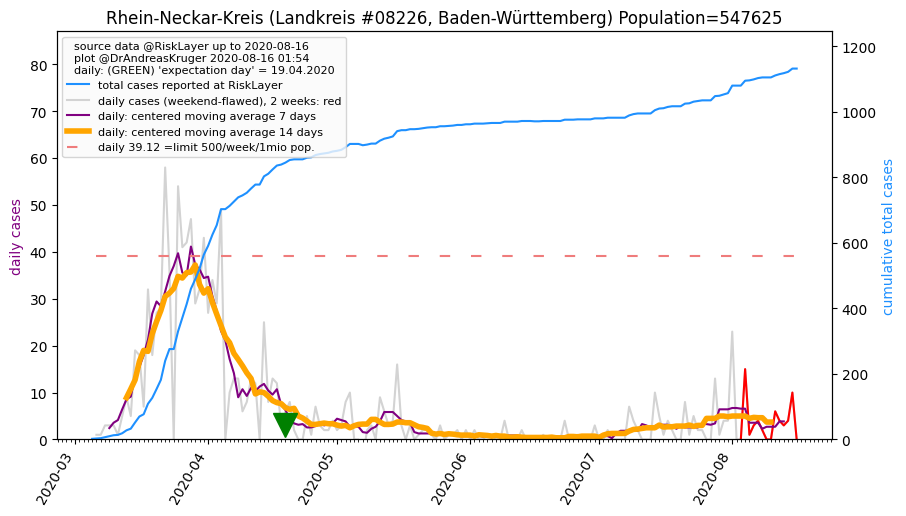 Rhein-Neckar-Kreis (Landkreis #08226, Baden-Württemberg) Population=547625
source data @RiskLayer up to 2020-08-16
plot @DrAndreasKruger 2020-08-16 01:54
daily: (GREEN) 'expectation day' = 19.04.2020
total cases reported at RiskLayer
daily cases (weekend-flawed), 2 weeks: red
daily: centered moving average 7 days
daily: centered moving average 14 days
daily 39.12 =limit 500/week/1mio pop.
daily cases
80
70
60
50
40
30
20
10
0
cumulative total cases
1200
1000
800
600
400
200
0
2020-03
2020-04
2020-05
2020-06
2020-07
2020-08